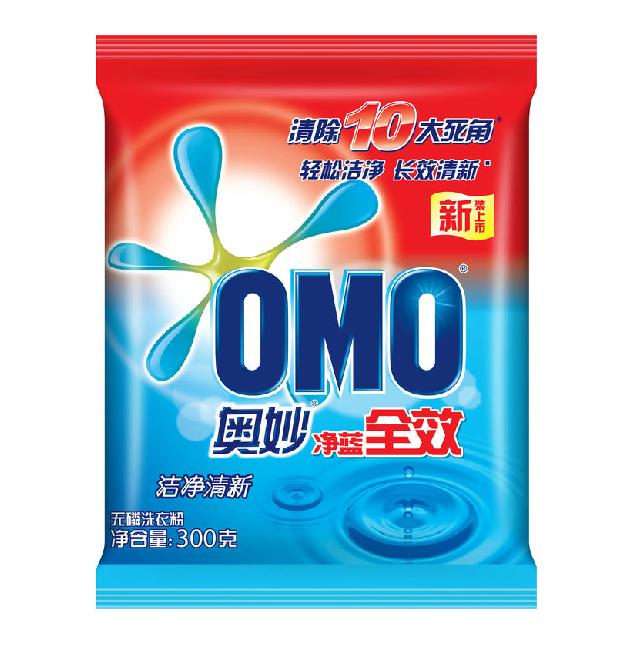 清除10大死角
轻松洁净 长效清新
新装上市
OMO
奥妙 净蓝全效
洁净清新
无磷洗衣粉
净含量:300克